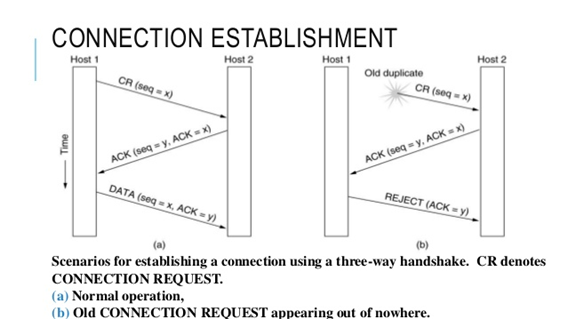 CONNECTION ESTABLISHMENT
Host 1
Host 2
CR (seq = x)
ACK (seq = y, ACK = x)
DATA (seq = x, ACK = y)
Time
(a)
Host 1
Host 2
Old duplicate
CR (seq = x)
ACK (seq = y, ACK = x)
REJECT (ACK = y)
(b)
Scenarios for establishing a connection using a three-way handshake. CR denotes
CONNECTION REQUEST.
(a) Normal operation,
(b) Old CONNECTION REQUEST appearing out of nowhere.